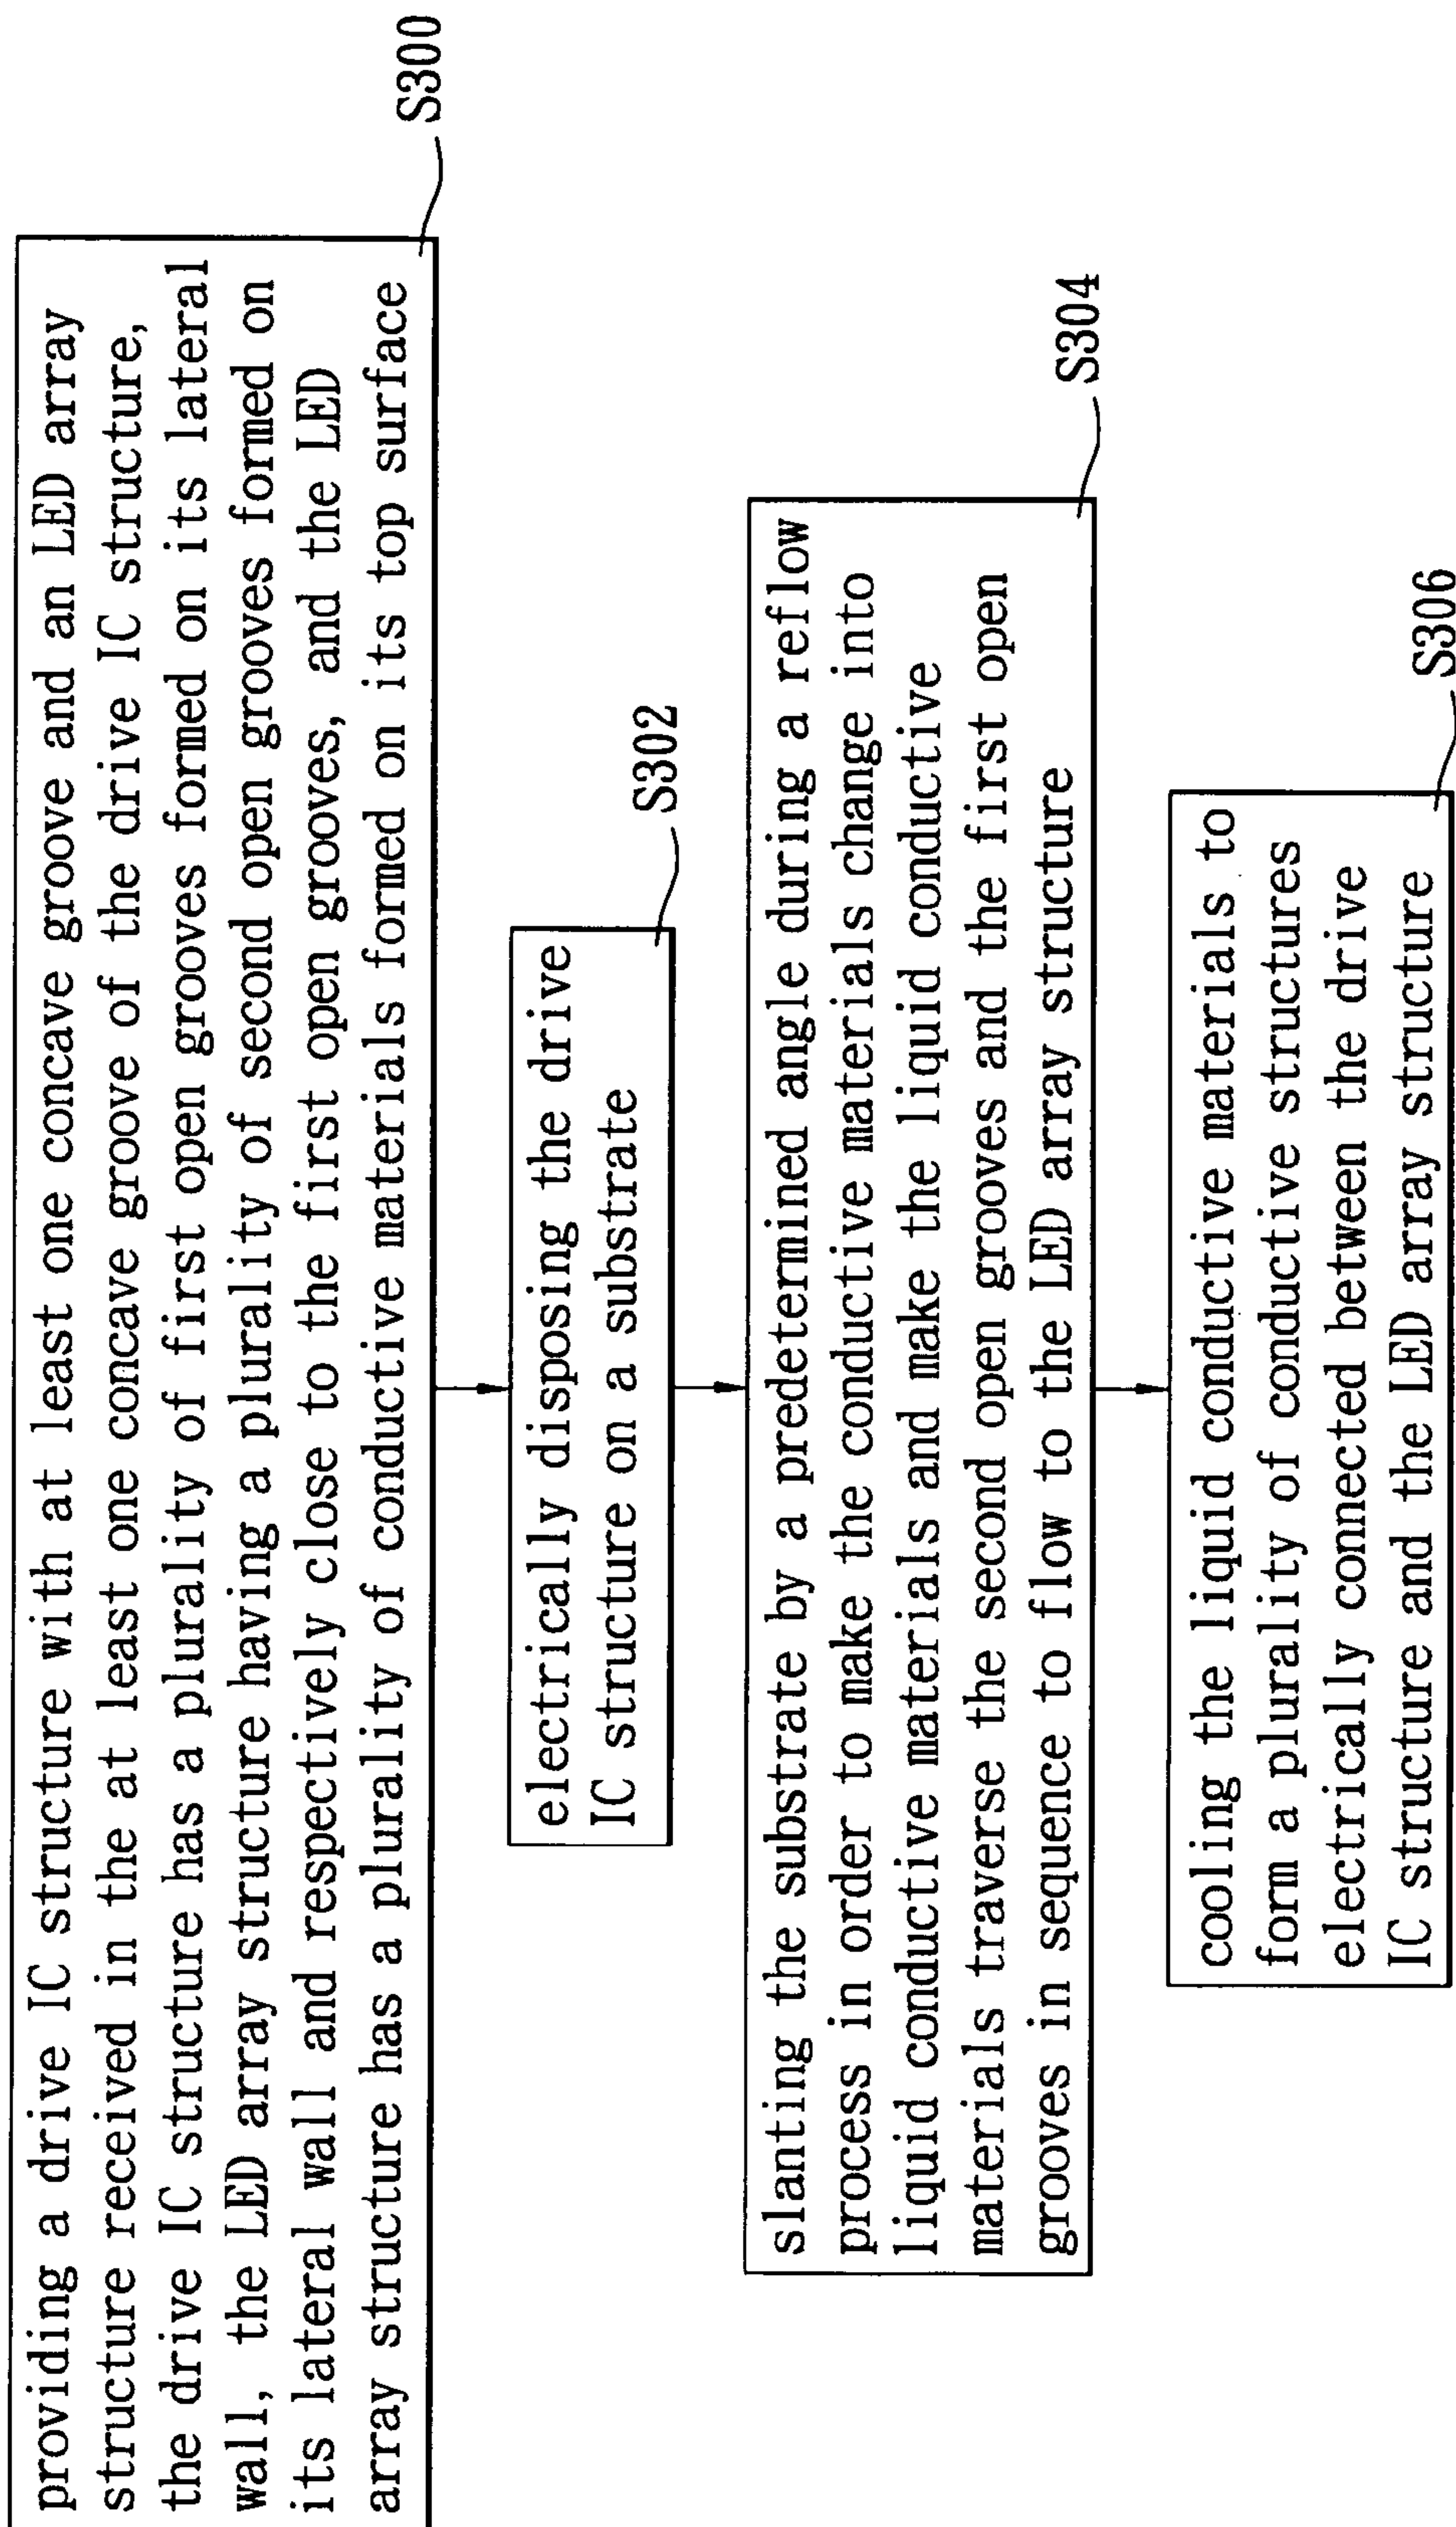 providing a drive IC structure with at least one concave groove and an LED array
structure received in the at least one concave groove of the drive IC structure,
the drive IC structure has a plurality of first open grooves formed on its lateral
wall, the LED array structure having a plurality of second open grooves formed on
its lateral wall and respectively close to the first open grooves, and the LED
array structure has a plurality of conductive materials formed on its top surface
S300
electrically disposing the drive
IC structure on a substrate
S302
slanting the substrate by a predetermined angle during a reflow
process in order to make the conductive materials change into
liquid conductive materials and make the liquid conductive
materials traverse the second open grooves and the first open
grooves in sequence to flow to the LED array structure
S304
cooling the liquid conductive materials to
form a plurality of conductive structures
electrically connected between the drive
IC structure and the LED array structure
S306